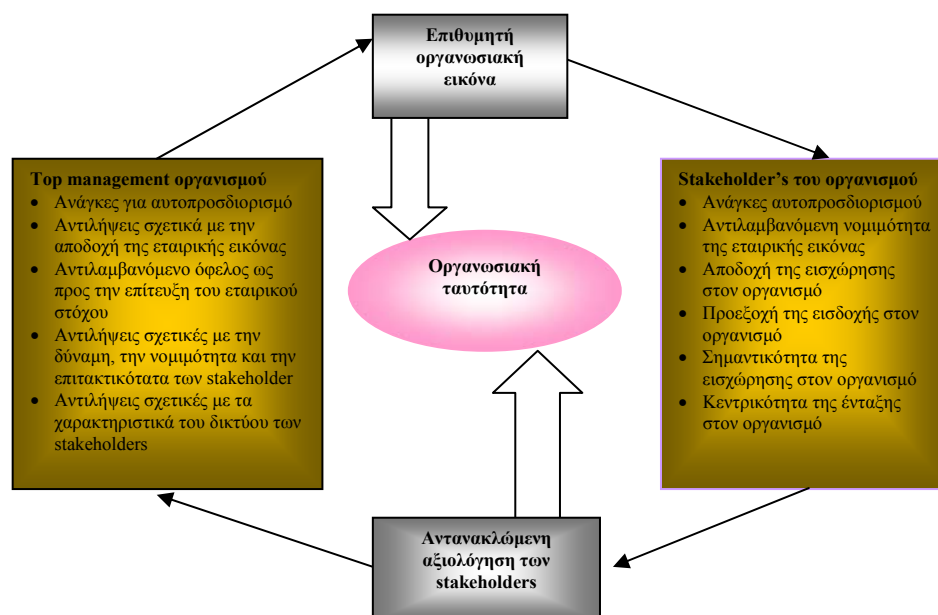 Επιθυμητή
οργανωσιακή
εικόνα
Top management οργανισμού
• Ανάγκες για αυτοπροσδιορισμό
• Αντιλήψεις σχετικά με την
αποδοχή της εταιρικής εικόνας
• Αντιλαμβανόμενο όφελος ως
προς την επίτευξη του εταιρικού
στόχου
• Αντιλήψεις σχετικές με την
δύναμη, την νομιμότητα και την
επιτακτικότατα των stakeholder
• Αντιλήψεις σχετικές με τα
χαρακτηριστικά του δικτύου των
stakeholders
Οργανωσιακή
ταυτότητα
Stakeholder’s του οργανισμού
• Ανάγκες αυτοπροσδιορισμού
• Αντιλαμβανόμενη νομιμότητα
της εταιρικής εικόνας
• Αποδοχή της εισχώρησης
στον οργανισμό
• Προεξοχή της εισδοχής στον
οργανισμό
• Σημαντικότητα της
εισχώρησης στον οργανισμό
• Κεντρικότητα της ένταξης
στον οργανισμό
Αντανακλώμενη
αξιολόγηση των
stakeholders